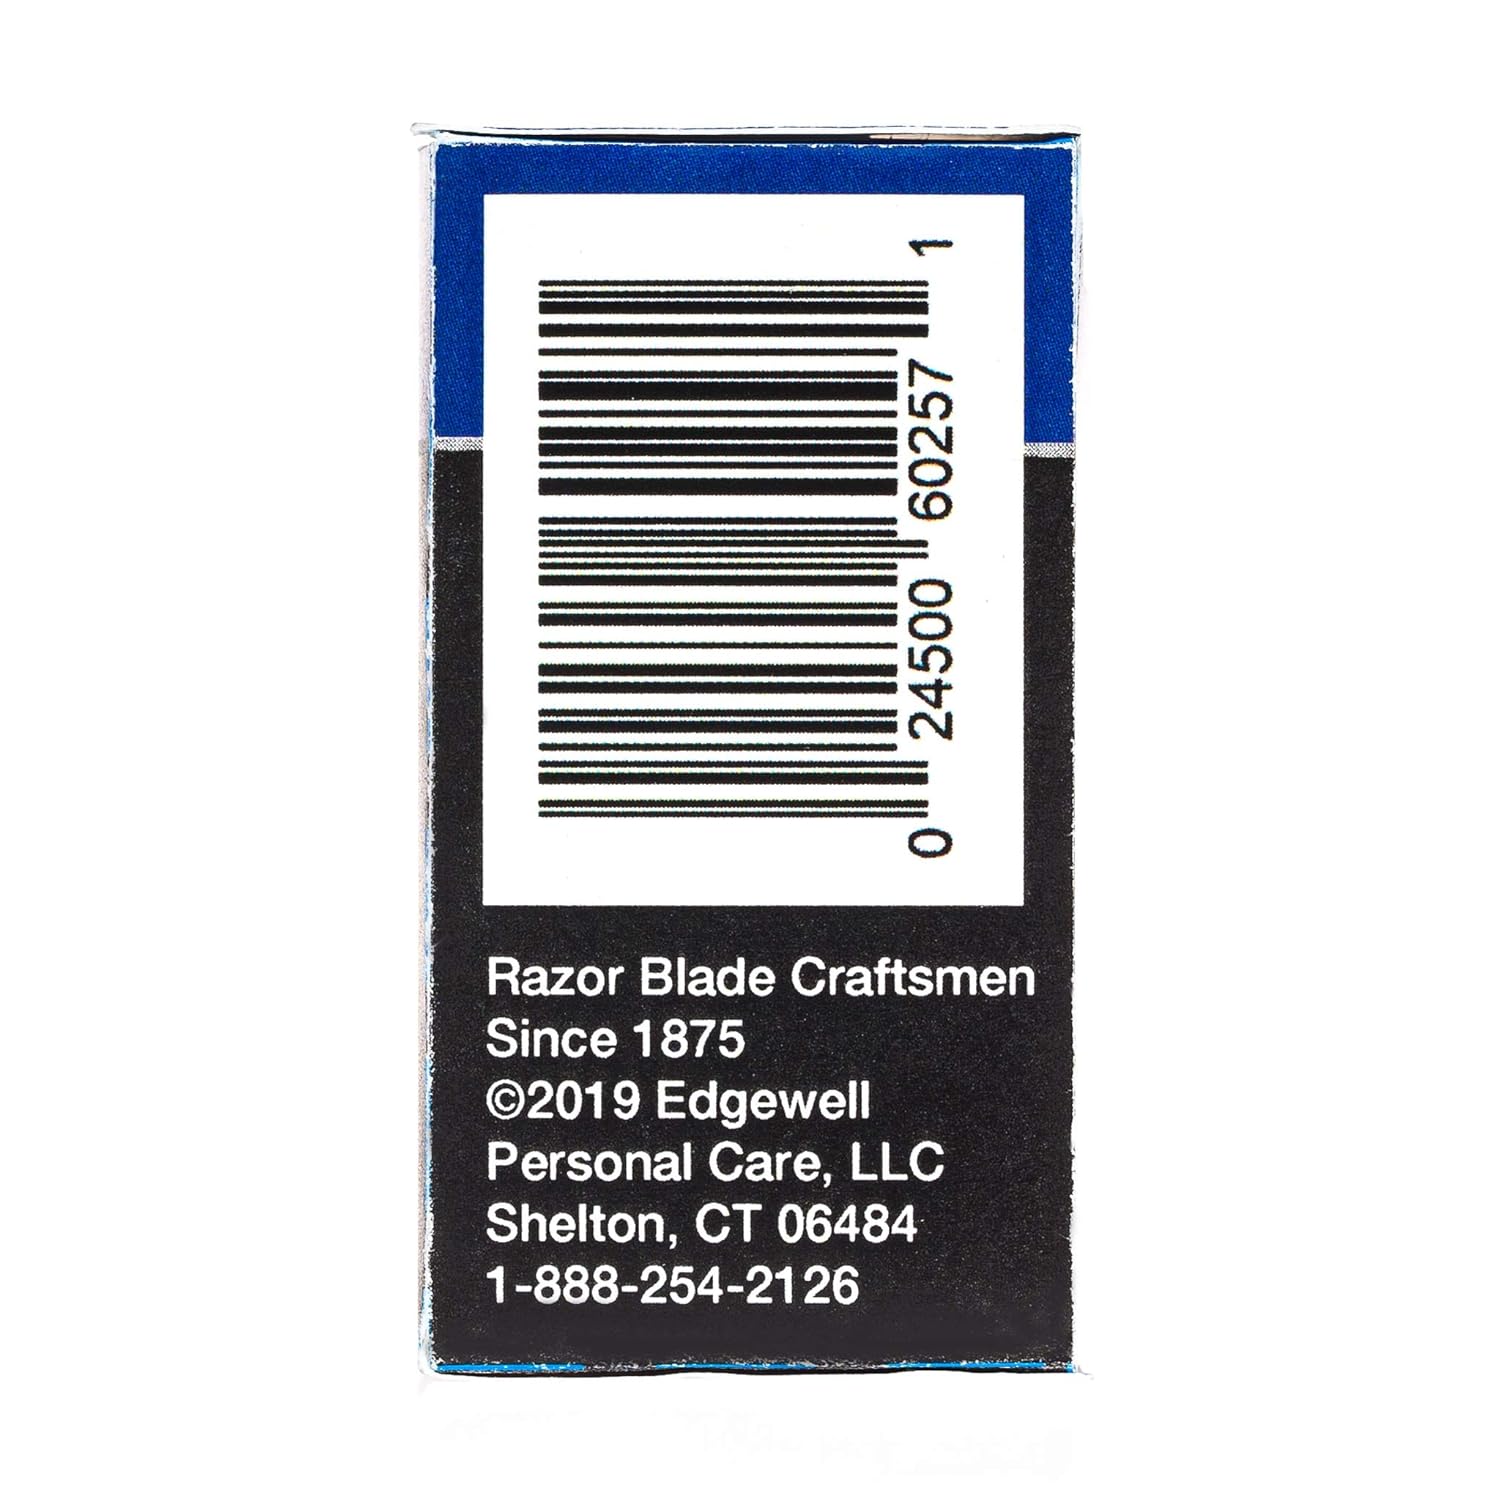 0 24500 60257 1
Razor Blade Craftsmen
Since 1875
©2019 Edgewell
Personal Care, LLC
Shelton, CT 06484
1-888-254-2126